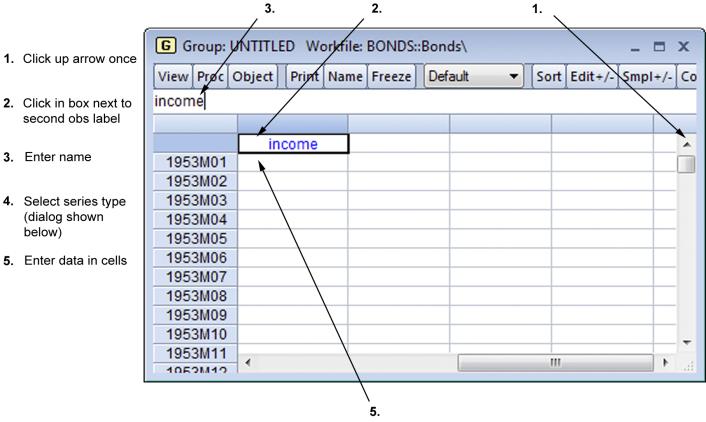 3.
2.
1.
1. Click up arrow once
2. Click in box next to
second obs label
3. Enter name
4. Select series type
(dialog shown
below)
5. Enter data in cells
G Group: UNTITLED Workfile: BONDS::Bonds\
View Proc Object Print Name Freeze Default Sort Edit+/- Smpl+/- Co
income
income
1953M01
1953M02
1953M03
1953M04
1953M05
1953M06
1953M07
1953M08
1953M09
1953M10
1953M11
1953M12
5.